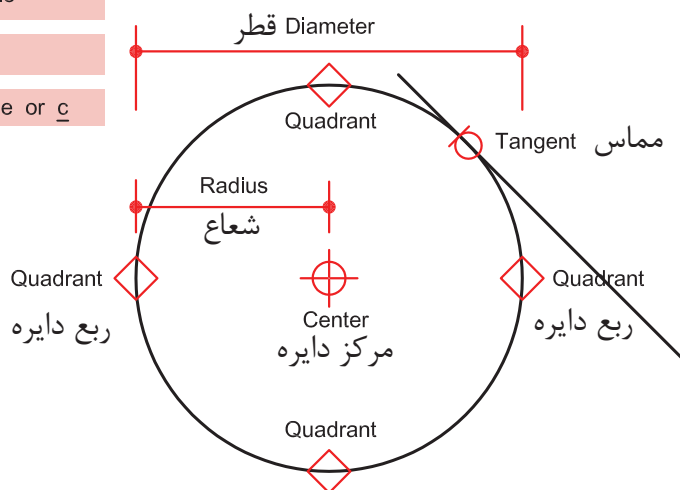 قطر Diameter
e or c
Quadrant
Tangent مماس
Radius
شعاع
Quadrant
Quadrant
ربع دایره
ربع دایره
Center
مرکز دایره
Quadrant